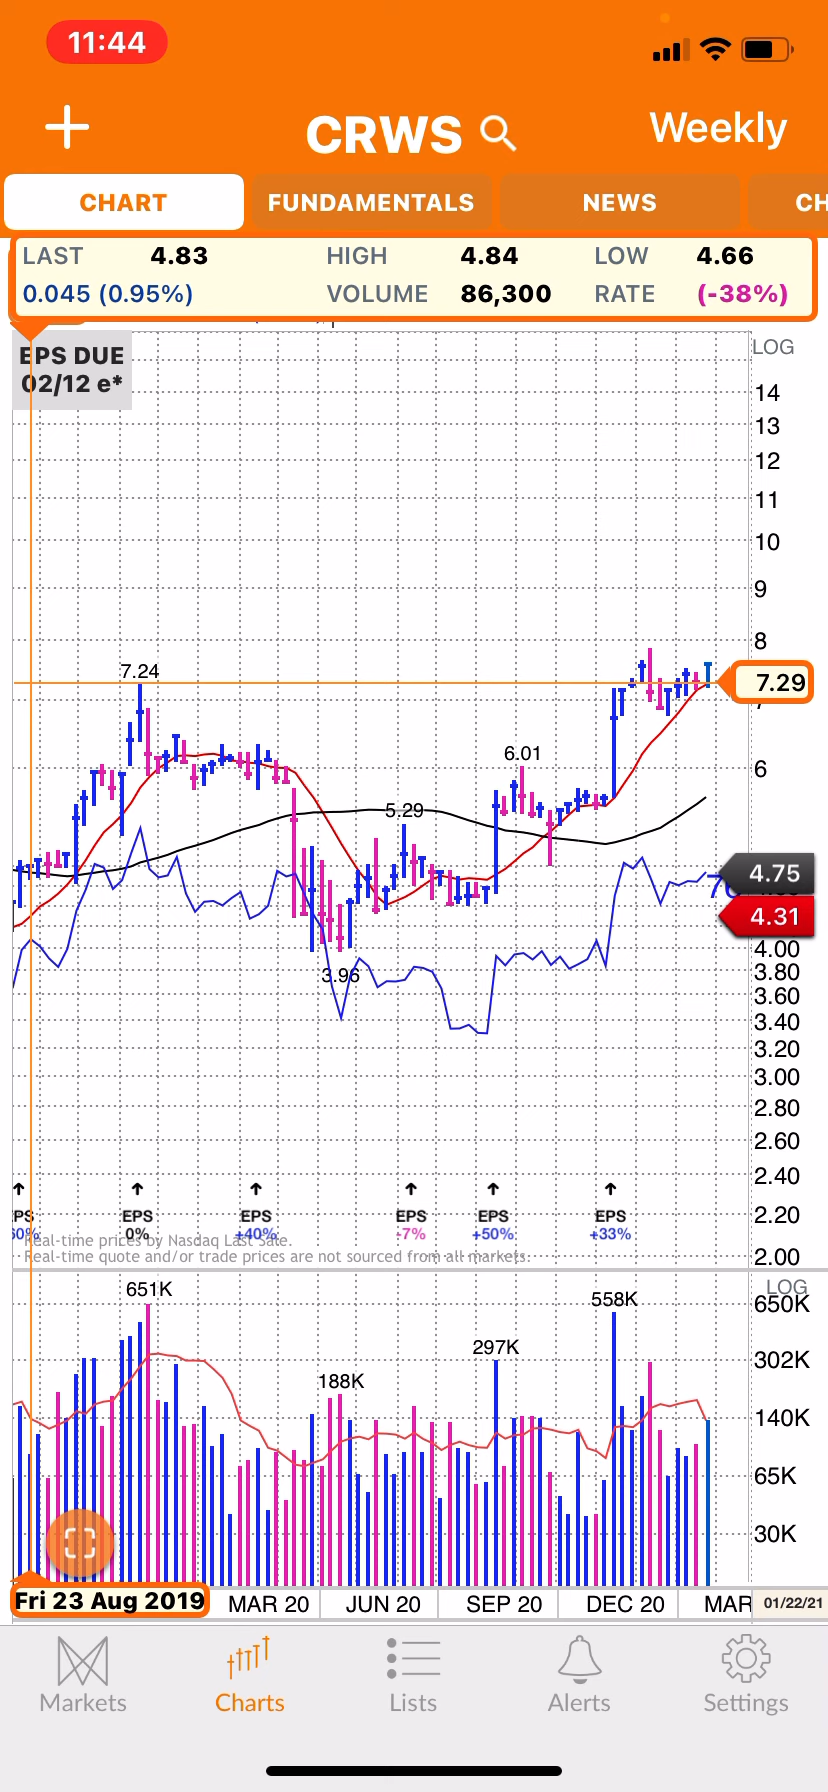 11:44
CRWS
Weekly
CHART
FUNDAMENTALS
NEWS
CH
LAST 4.83 HIGH 4.84 LOW 4.66
0.045 (0.95%) VOLUME 86,300 RATE (-38%)
EPS DUE
02/12 e*
LOG
14
13
12
11
10
9
8
7.24
7.29
7
6.01
6
5.29
4.75
4.31
4.00
3.96
3.80
3.60
3.40
3.20
3.00
2.80
2.60
2.40
PS EPS EPS EPS EPS EPS
2.20
60% 0% +40% -7% +50% +33%
Real-time prices by Nasdaq Last Sale.
Real-time quote and/or trade prices are not sourced from all markets.
2.00
LOG
651K
558K
650K
297K
302K
188K
140K
65K
30K
Fri 23 Aug 2019 MAR 20 JUN 20 SEP 20 DEC 20 MAR 01/22/21
Markets
Charts
Lists
Alerts
Settings